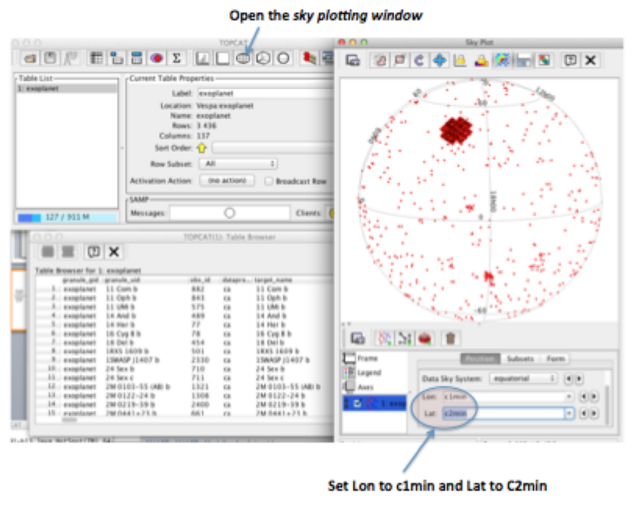 Open the sky plotting window
TOPCAT
Sky Plot
Table List
1: exoplanet
Current Table Properties
Label: exoplanet
Location: Vespa exoplanet
Name: exoplanet
Rows: 3 436
Columns: 137
Sort Order:
Row Subset: All
Activation Action: (no action) Broadcast Row
SAMP
Messages: Clients:
127 / 911 M
TOPCAT(1): Table Browser
Table Browser for 1: exoplanet
granule_gid granule_uid obs_id datapro... target_name
1 exoplanet 11 Com b 882 ca 11 Com b
2 exoplanet 11 Oph b 843 ca 11 Oph b
3 exoplanet 11 UMi b 575 ca 11 UMi b
4 exoplanet 14 And b 489 ca 14 And b
5 exoplanet 14 Her b 77 ca 14 Her b
6 exoplanet 16 Cyg B b 78 ca 16 Cyg B b
7 exoplanet 18 Del b 454 ca 18 Del b
8 exoplanet 1RXS 1609 b 501 ca 1RXS 1609 b
9 exoplanet 1SWASP J1407 b 2330 ca 1SWASP J1407 b
10 exoplanet 24 Sex b 710 ca 24 Sex b
11 exoplanet 24 Sex c 711 ca 24 Sex c
12 exoplanet 2M 0103-55 (AB) b 1321 ca 2M 0103-55 (AB) b
13 exoplanet 2M 0122-24 b 1308 ca 2M 0122-24 b
14 exoplanet 2M 0219-39 b 2400 ca 2M 0219-39 b
15 exoplanet 2M 0441+23 b 661 ca 2M 0441+23 b
0
-60
Frame
Legend
Axes
Position Subsets Form
Data Sky System: equatorial
Lon: c1min
Lat: c2min
Set Lon to c1min and Lat to C2min